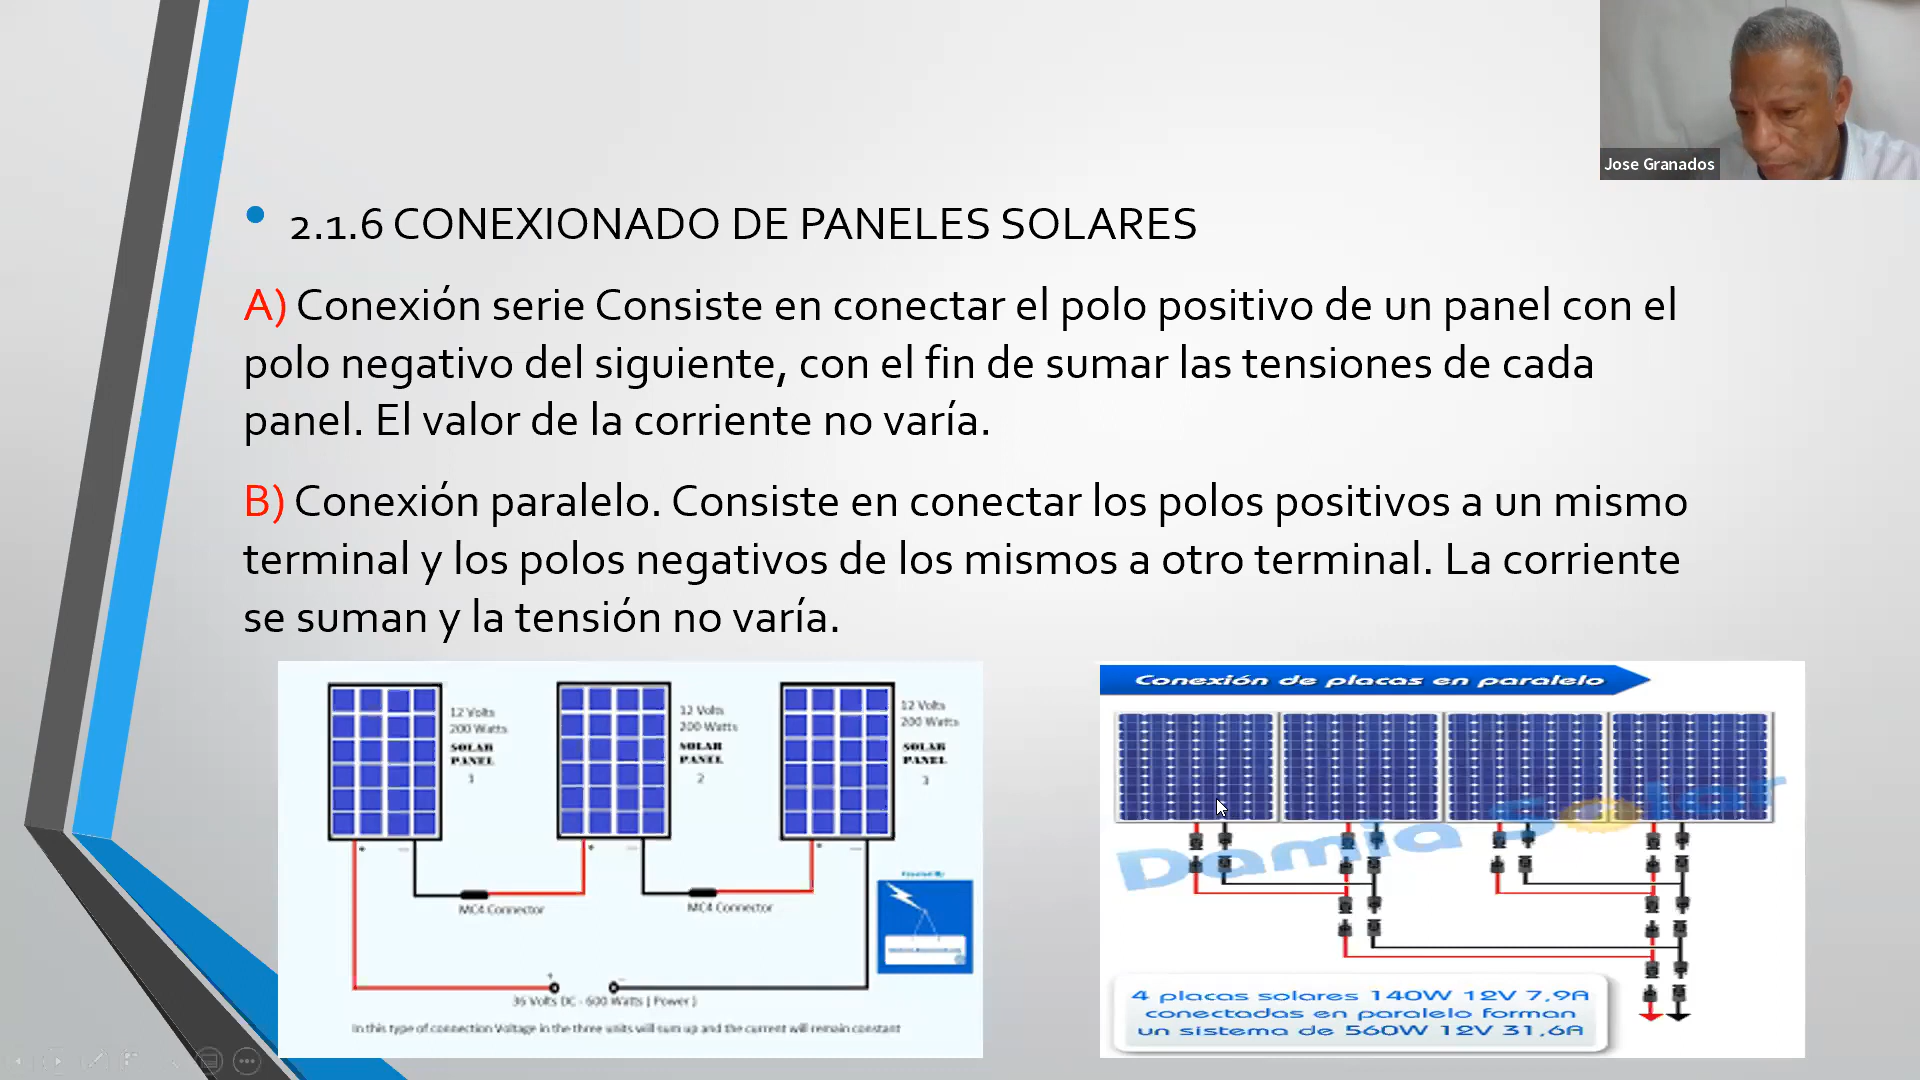 Jose Granados
• 2.1.6 CONEXIONADO DE PANELES SOLARES
A) Conexión serie Consiste en conectar el polo positivo de un panel con el
polo negativo del siguiente, con el fin de sumar las tensiones de cada
panel. El valor de la corriente no varía.
B) Conexión paralelo. Consiste en conectar los polos positivos a un mismo
terminal y los polos negativos de los mismos a otro terminal. La corriente
se suman y la tensión no varía.
12 Volts
200 Watts
SOLAR
PANEL
1
12 Volts
200 Watts
SOLAR
PANEL
2
12 Volts
200 Watts
SOLAR
PANEL
3
MC4 Connector
MC4 Connector
36 Volts DC - 600 Watts ( Power )
In this type of connection Voltage in the three units will sum up and the current will remain constant
Conexión de placas en paralelo
Damia Solar
4 placas solares 140W 12V 7,9A
conectadas en paralelo forman
un sistema de 560W 12V 31,6A